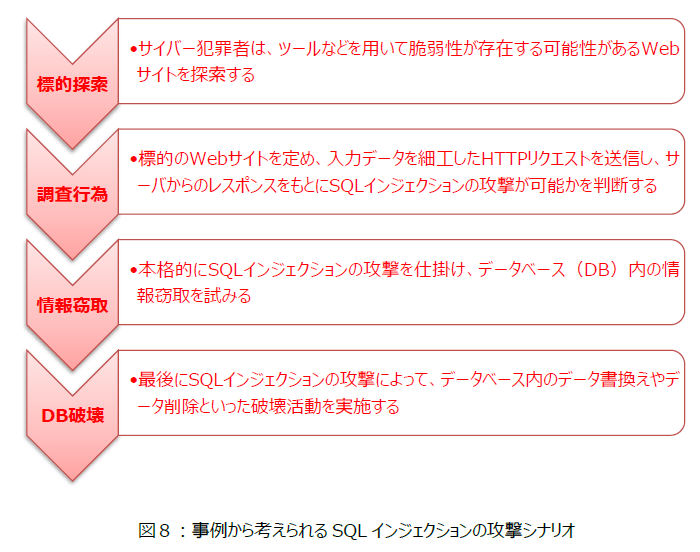 標的探索
•サイバー犯罪者は、ツールなどを用いて脆弱性が存在する可能性があるWeb
サイトを探索する
調査行為
•標的のWebサイトを定め、入力データを細工したHTTPリクエストを送信し、サ
ーバからのレスポンスをもとにSQLインジェクションの攻撃が可能かを判断する
情報窃取
•本格的にSQLインジェクションの攻撃を仕掛け、データベース（DB）内の情
報窃取を試みる
DB破壊
•最後にSQLインジェクションの攻撃によって、データベース内のデータ書換えやデ
ータ削除といった破壊活動を実施する
図８：事例から考えられる SQL インジェクションの攻撃シナリオ